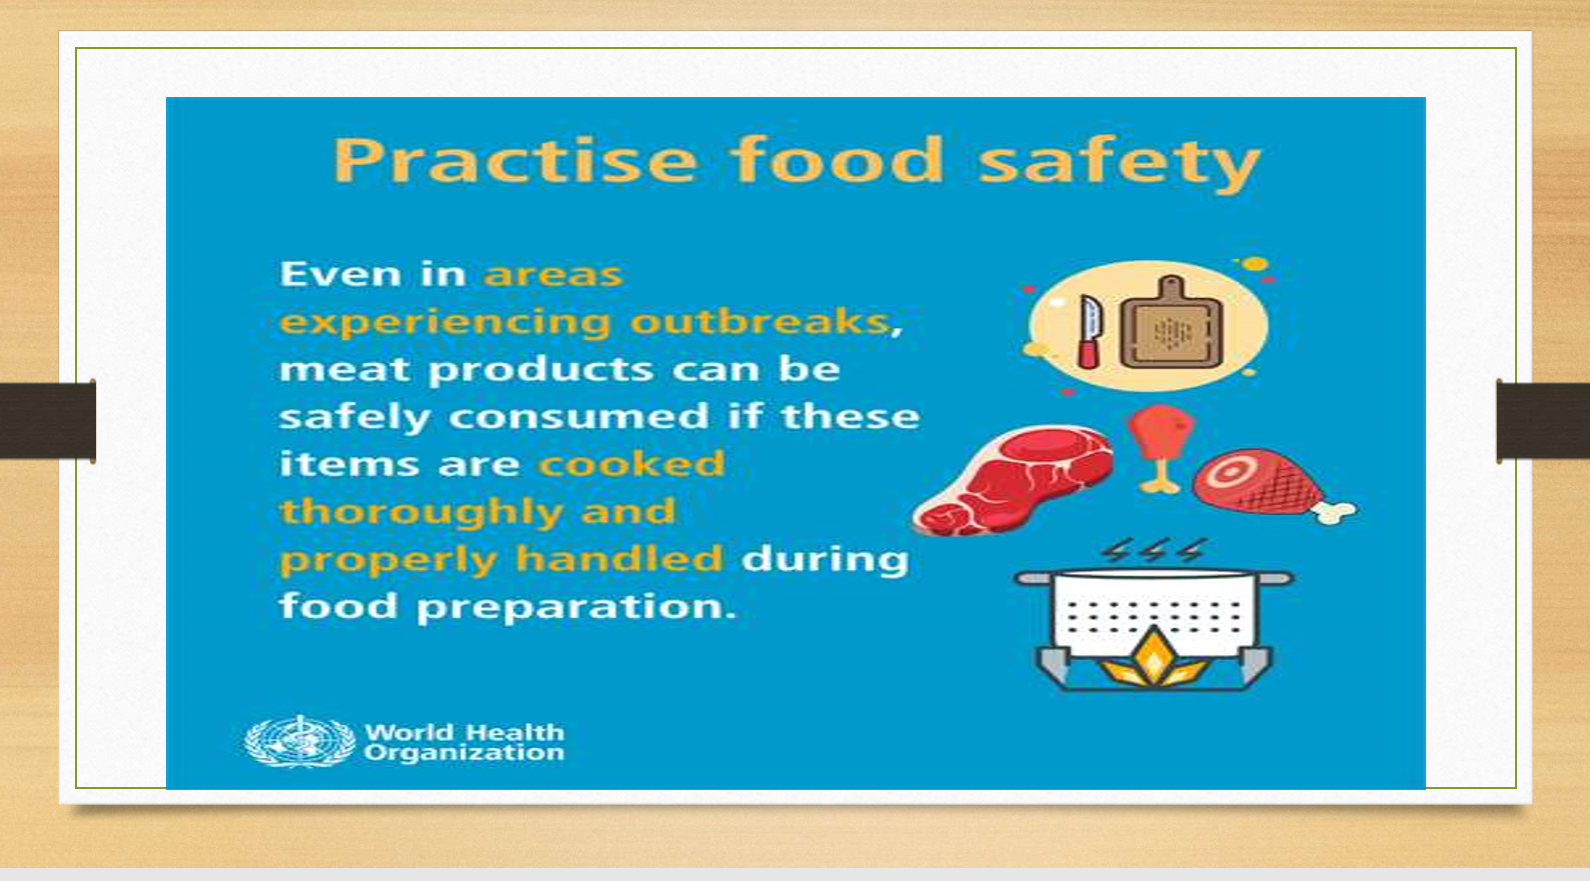 Practise food safety
Even in areas
experiencing outbreaks,
meat products can be
safely consumed if these
items are cooked
thoroughly and
properly handled during
food preparation.
World Health
Organization